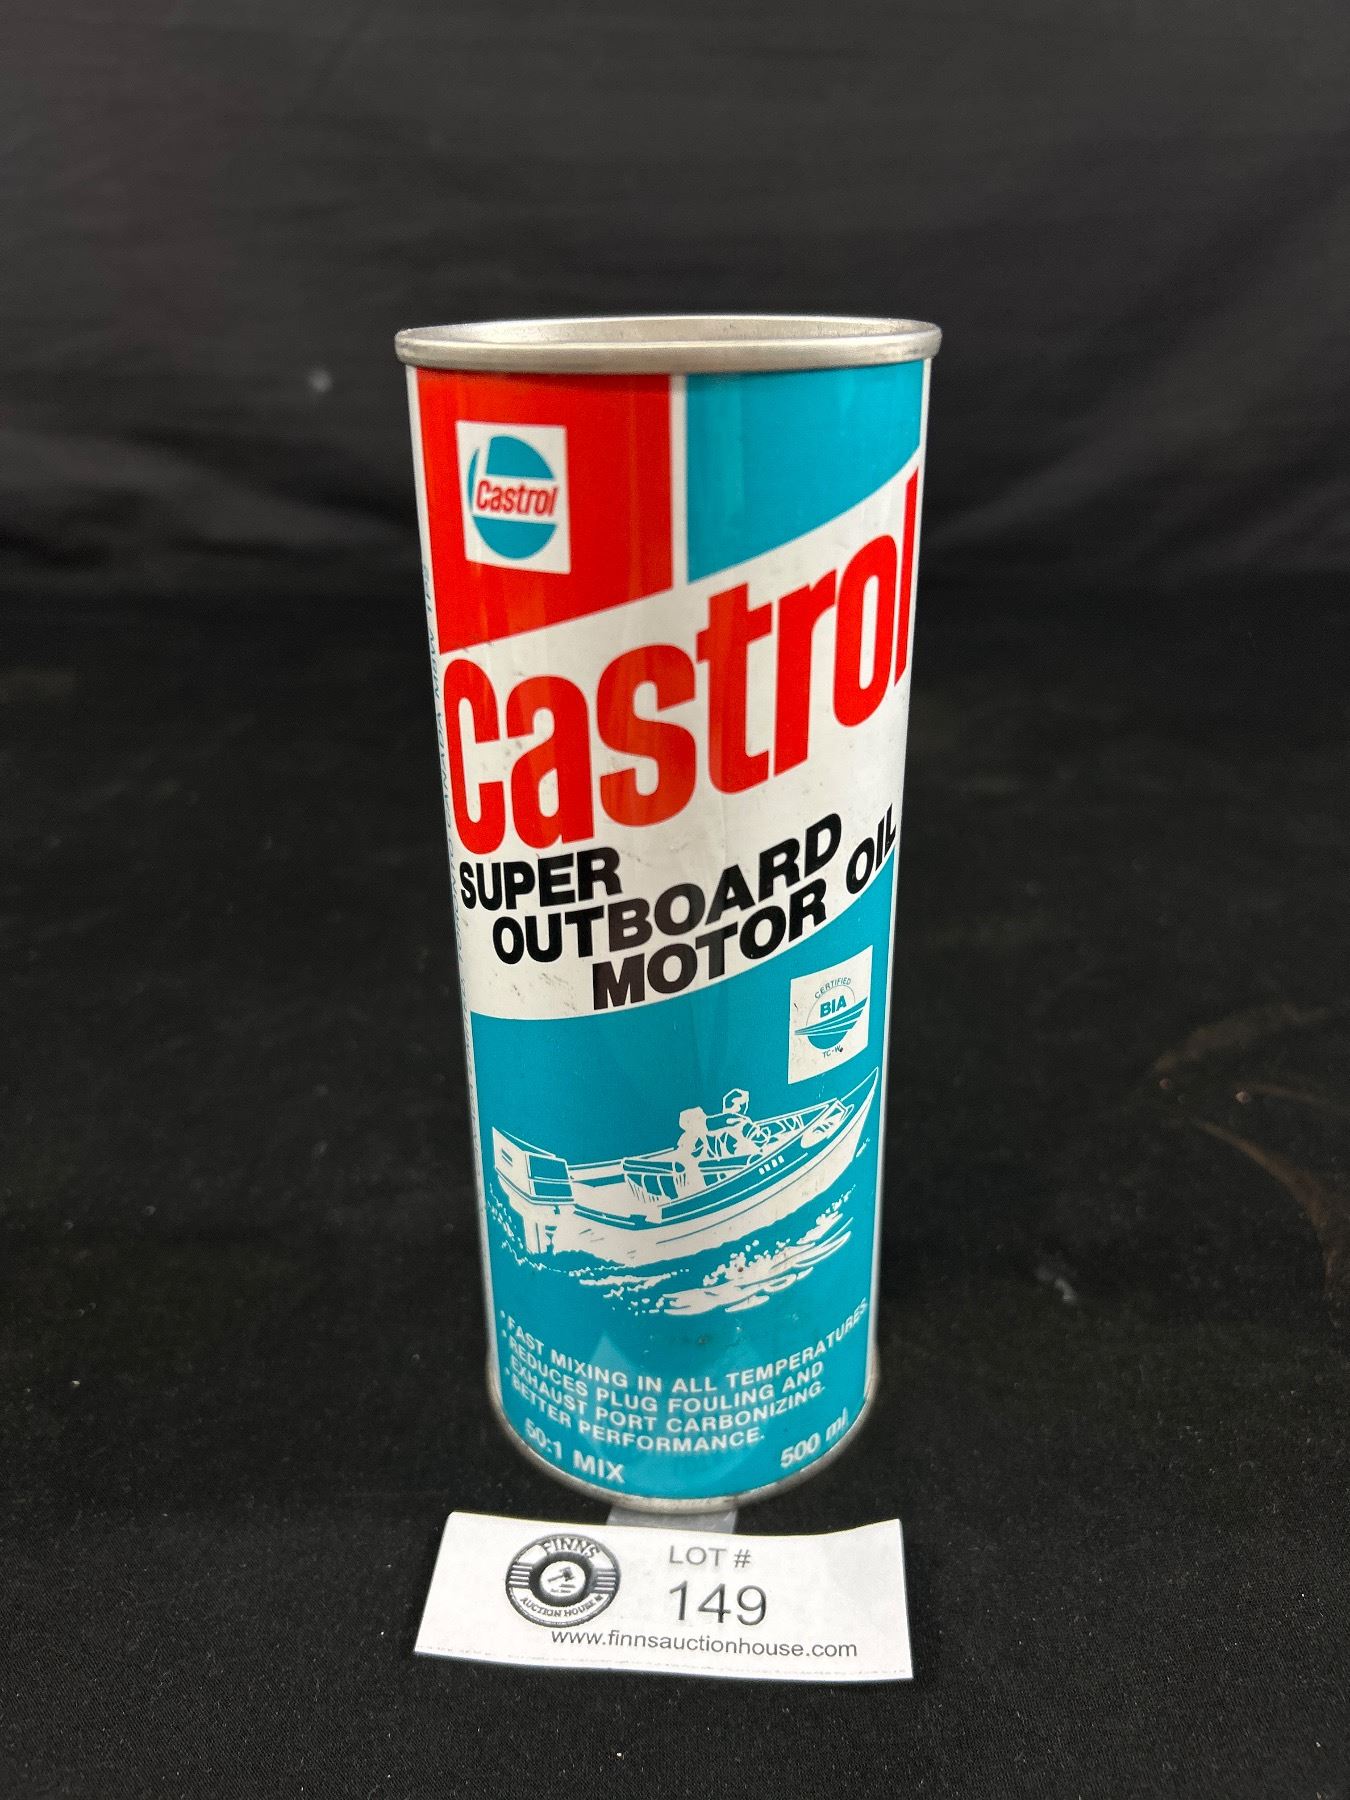 Castrol
Castrol
SUPER
OUTBOARD
MOTOR OIL
CERTIFIED
BIA
• FAST MIXING IN ALL TEMPERATURES.
• REDUCES PLUG FOULING AND
EXHAUST PORT CARBONIZING.
• BETTER PERFORMANCE.
50:1 MIX
500 ml
FINNS
AUCTION HOUSE
LOT #
149
www.finnsauctionhouse.com